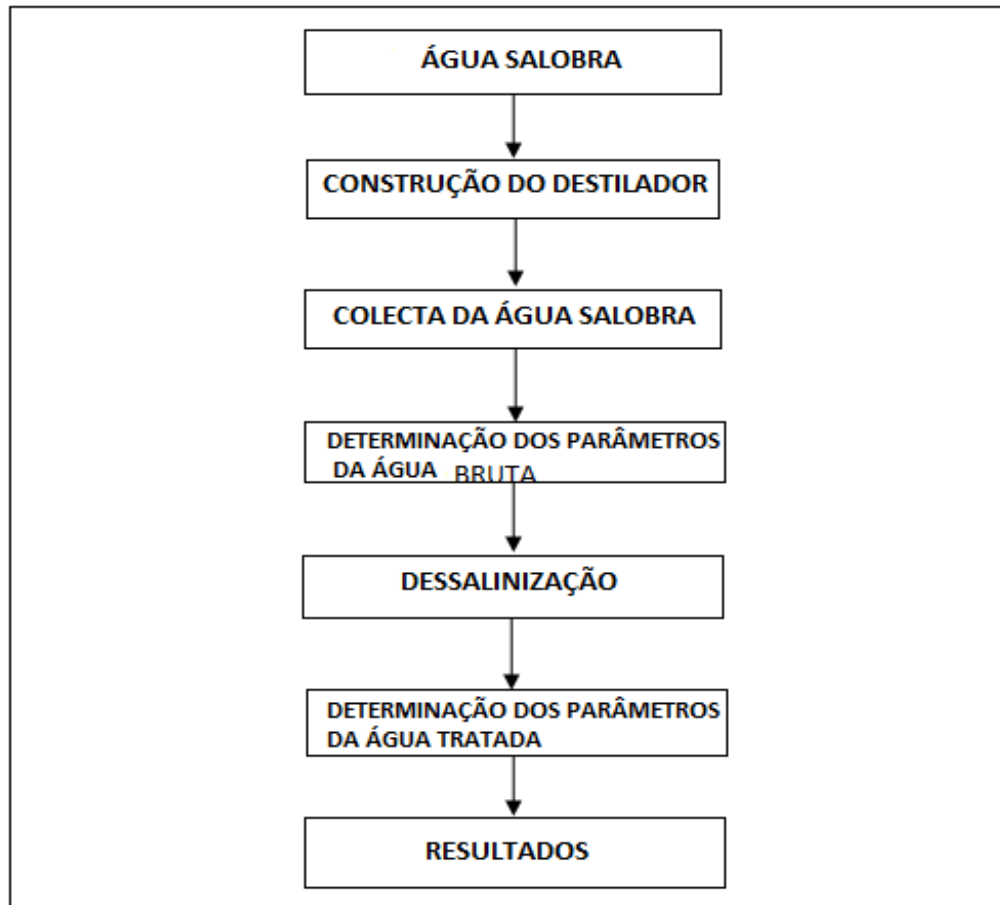 ÁGUA SALOBRA
CONSTRUÇÃO DO DESTILADOR
COLECTA DA ÁGUA SALOBRA
DETERMINAÇÃO DOS PARÂMETROS
DA ÁGUA BRUTA
DESSALINIZAÇÃO
DETERMINAÇÃO DOS PARÂMETROS
DA ÁGUA TRATADA
RESULTADOS